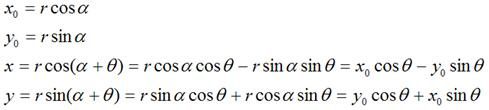 x₀ = r cos α
y₀ = r sin α
x = r cos(α + θ) = r cos α cos θ − r sin α sin θ = x₀ cos θ − y₀ sin θ
y = r sin(α + θ) = r sin α cos θ + r cos α sin θ = y₀ cos θ + x₀ sin θ